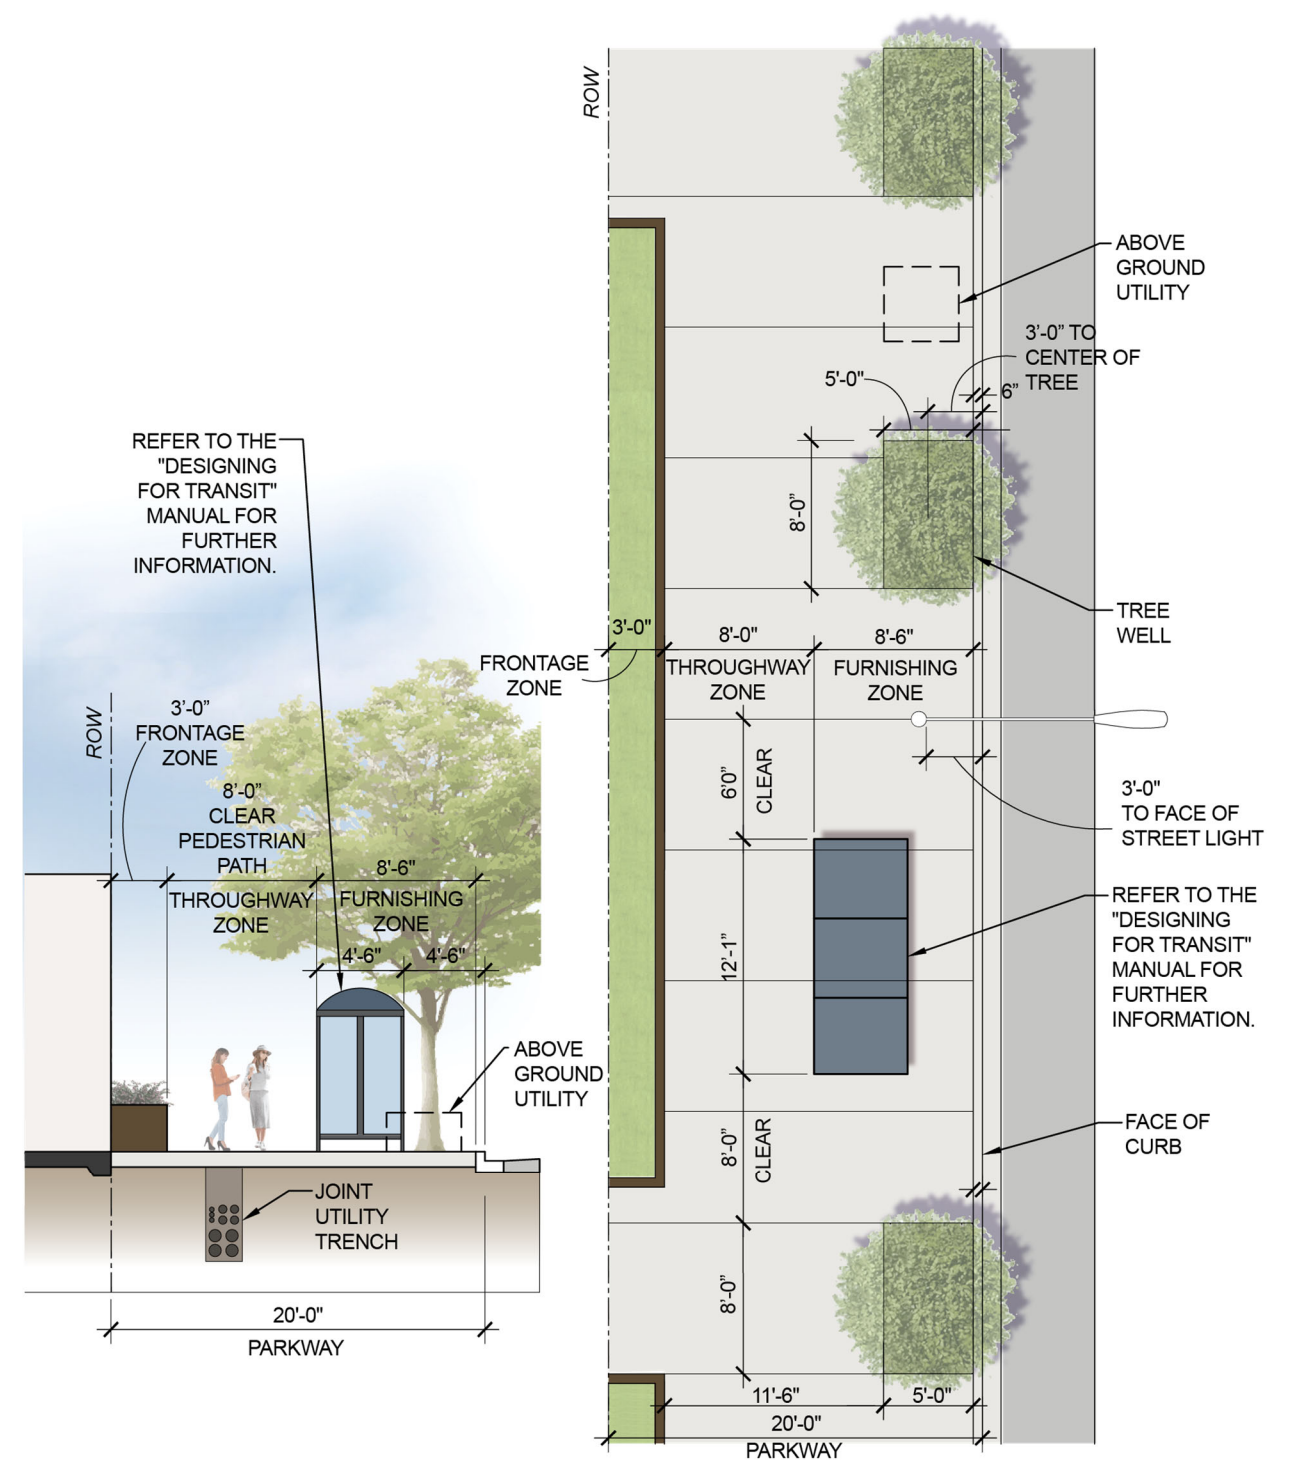 REFER TO THE
"DESIGNING
FOR TRANSIT"
MANUAL FOR
FURTHER
INFORMATION.
ROW
3'-0"
FRONTAGE
ZONE
8'-0"
CLEAR
PEDESTRIAN
PATH
8'-6"
THROUGHWAY
ZONE
FURNISHING
ZONE
4'-6"
4'-6"
ABOVE
GROUND
UTILITY
JOINT
UTILITY
TRENCH
20'-0"
PARKWAY
ROW
ABOVE
GROUND
UTILITY
3'-0" TO
CENTER OF
TREE
6"
5'-0"
8'-0"
TREE
WELL
3'-0"
8'-0"
8'-6"
FRONTAGE
ZONE
THROUGHWAY
ZONE
FURNISHING
ZONE
6'0"
CLEAR
3'-0"
TO FACE OF
STREET LIGHT
REFER TO THE
"DESIGNING
FOR TRANSIT"
MANUAL FOR
FURTHER
INFORMATION.
12'-1"
8'-0"
CLEAR
FACE OF
CURB
8'-0"
11'-6"
5'-0"
20'-0"
PARKWAY